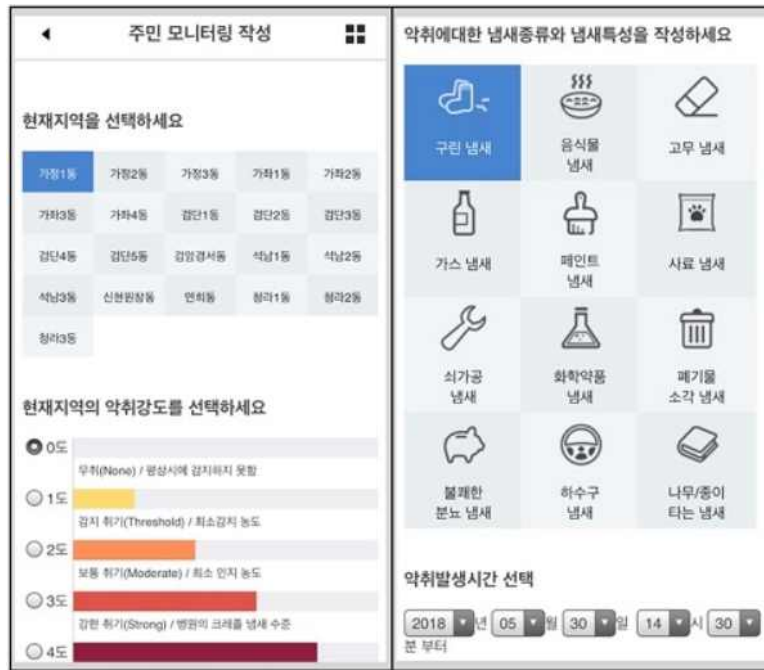 주민 모니터링 작성
현재지역을 선택하세요
가정1동 가정2동 가정3동 가좌1동 가좌2동
가좌3동 가좌4동 검단1동 검단2동 검단3동
검단4동 검단5동 검암경서동 석남1동 석남2동
석남3동 신현원창동 연희동 청라1동 청라2동
청라3동
현재지역의 악취강도를 선택하세요
0도
무취(None) / 평상시에 감지하지 못함
1도
감지 취기(Threshold) / 최소감지 농도
2도
보통 취기(Moderate) / 최소 인지 농도
3도
강한 취기(Strong) / 병원의 크레졸 냄새 수준
4도
악취에대한 냄새종류와 냄새특성을 작성하세요
구린 냄새
음식물
냄새
고무 냄새
가스 냄새
페인트
냄새
사료 냄새
쇠가공
냄새
화학약품
냄새
폐기물
소각 냄새
불쾌한
분뇨 냄새
하수구
냄새
나무/종이
타는 냄새
악취발생시간 선택
2018 년 05 월 30 일 14 시 30
분 부터